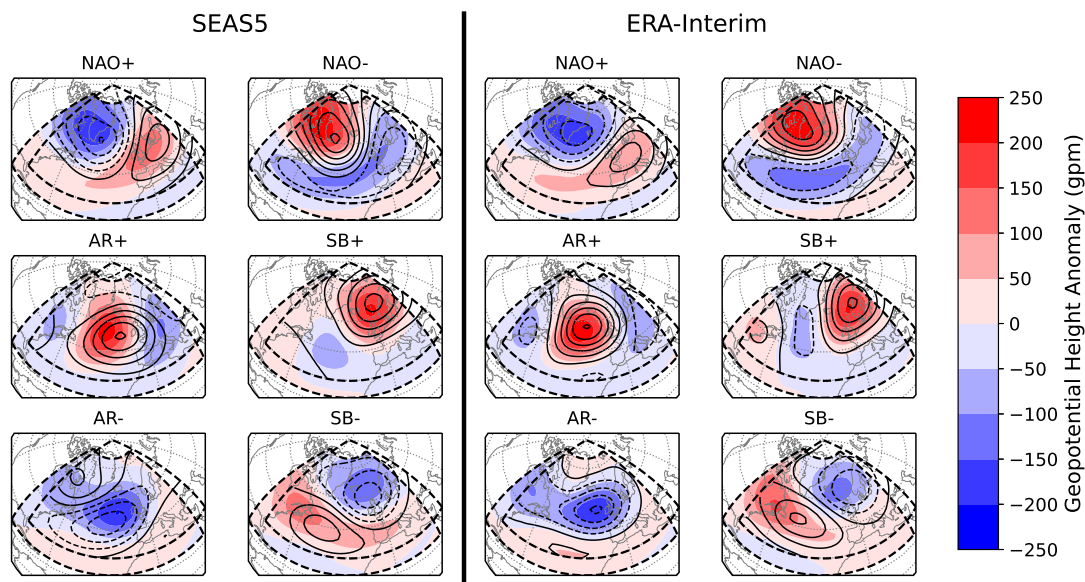 SEAS5 ERA-Interim
NAO+ NAO- NAO+ NAO-
AR+ SB+ AR+ SB+
AR- SB- AR- SB-
250
200
150
100
50
0
−50
−100
−150
−200
−250
Geopotential Height Anomaly (gpm)